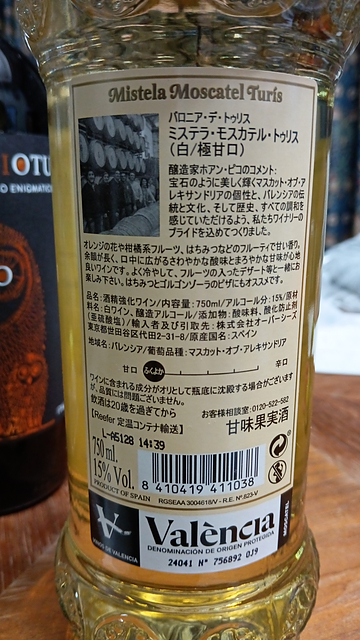 Mistela Moscatel Turís
バロニア・デ・トゥリス
ミステラ・モスカテル・トゥリス
(白/極甘口)
醸造家ホアン・ピコのコメント:
宝石のように美しく輝くマスカット・オブ・ア
レキサンドリアの個性と、バレンシアの伝
統と文化、そして歴史、すべての調和を
感じていただけるよう、私たちワイナリーの
プライドを込めてつくりました。
オレンジの花や柑橘系フルーツ、はちみつなどのフルーティで甘い香り。
余韻が長く、口中に広がるさわやかな酸味とまろやかな甘味が心地
良いワインです。よく冷やして、フルーツの入ったデザート等と一緒にお
楽しみ下さい。はちみつとゴルゴンゾーラのピザにもオススメです。
品名:酒精強化ワイン/内容量:750ml/アルコール分:15%/原材
料名:白ワイン、醸造アルコール/添加物:酸味料、酸化防止剤
(亜硫酸塩)/輸入者及び引取先:株式会社オーバーシーズ
東京都世田谷区代田2-31-8/原産国名:スペイン
地域名:バレンシア/葡萄品種:マスカット・オブ・アレキサンドリア
甘口 ふくよか 辛口
ワインに含まれる成分がオリとして瓶底に沈殿する場合がございます
が、品質には問題ございません。
飲酒は20歳を過ぎてから お客様相談室:0120-522-582
【Reefer 定温コンテナ輸送】 甘味果実酒
L-A5128 14:39
750 ml.
15% Vol.
PRODUCT OF SPAIN
8 410419 411038
RGSEAA 3004618/V - R.E. Nº.823-V
València
DENOMINACIÓN DE ORIGEN PROTEGIDA
24041 Nº 756892 0J9
MOSCATEL
IOTU
O ENIGMATIC